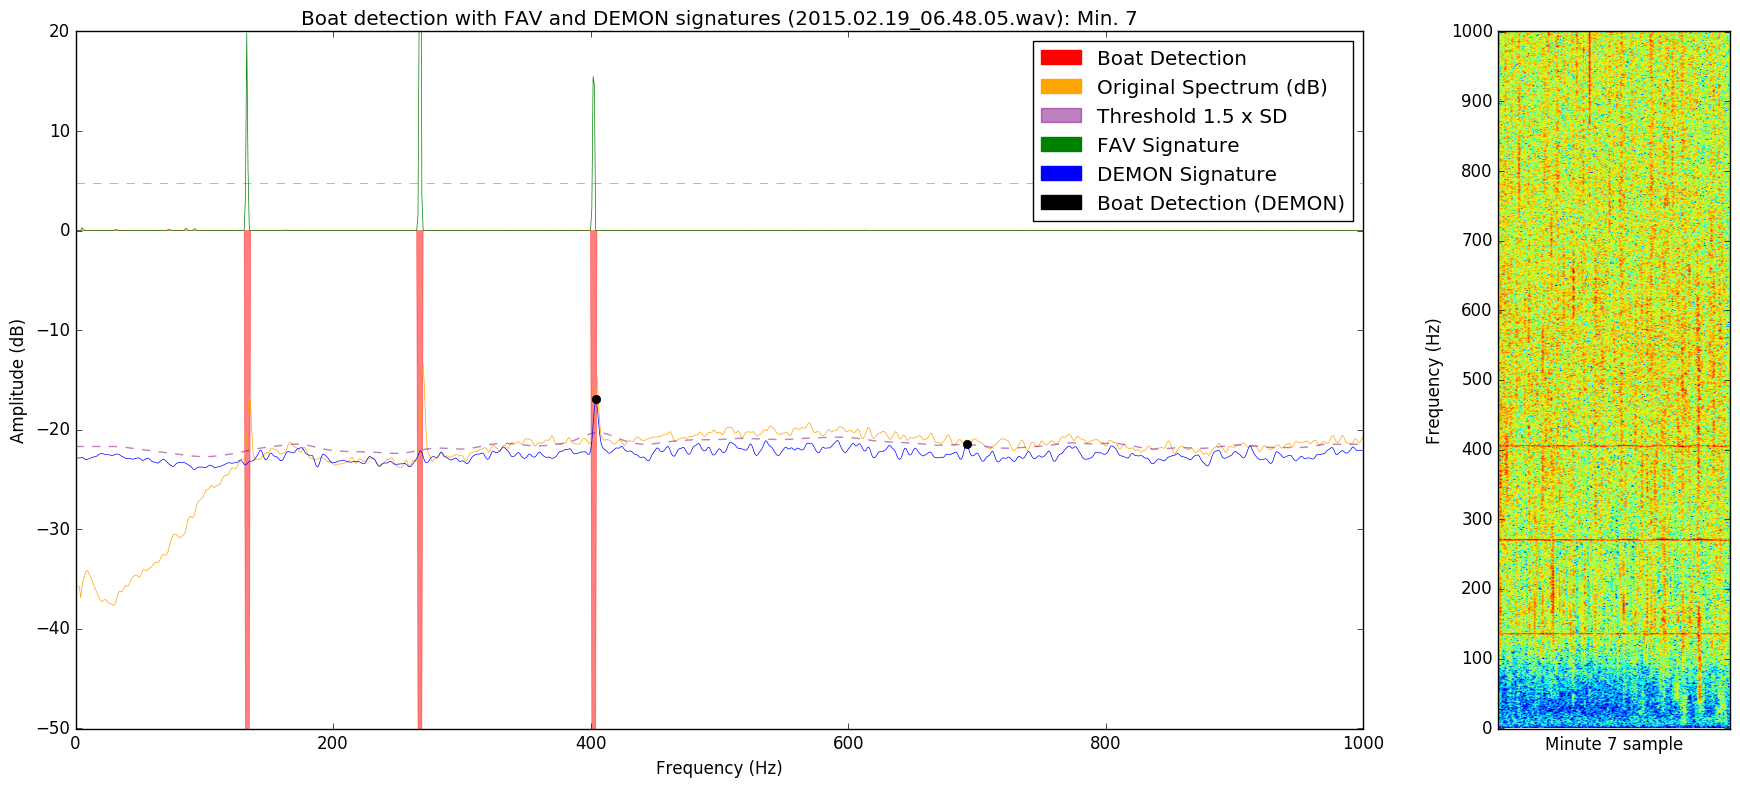 Boat detection with FAV and DEMON signatures (2015.02.19_06.48.05.wav): Min. 7
20
10
0
−10
−20
−30
−40
−50
Amplitude (dB)
0 200 400 600 800 1000
Frequency (Hz)
Boat Detection
Original Spectrum (dB)
Threshold 1.5 x SD
FAV Signature
DEMON Signature
Boat Detection (DEMON)
1000
900
800
700
600
500
400
300
200
100
0
Frequency (Hz)
Minute 7 sample